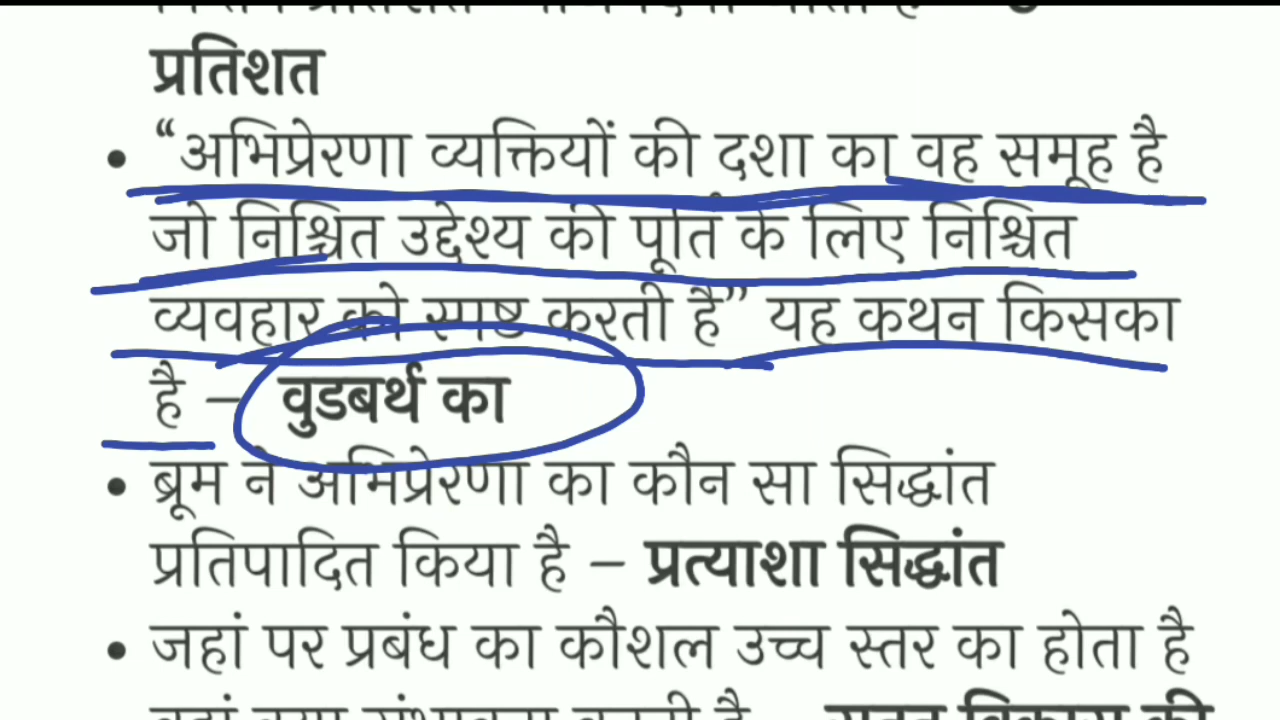 प्रतिशत
• “अभिप्रेरणा व्यक्तियों की दशा का वह समूह है
जो निश्चित उद्देश्य की पूर्ति के लिए निश्चित
व्यवहार को स्पष्ट करती है” यह कथन किसका
है – वुडबर्थ का
• ब्रूम ने अभिप्रेरणा का कौन सा सिद्धांत
प्रतिपादित किया है – प्रत्याशा सिद्धांत
• जहां पर प्रबंध का कौशल उच्च स्तर का होता है